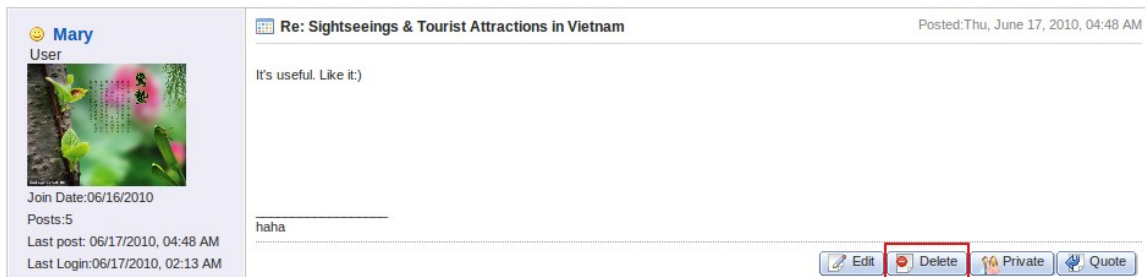 Mary
User
驚蟄
Join Date:06/16/2010
Posts:5
Last post: 06/17/2010, 04:48 AM
Last Login:06/17/2010, 02:13 AM
Re: Sightseeings & Tourist Attractions in Vietnam
Posted:Thu, June 17, 2010, 04:48 AM
It's useful. Like it:)
haha
Edit Delete Private Quote